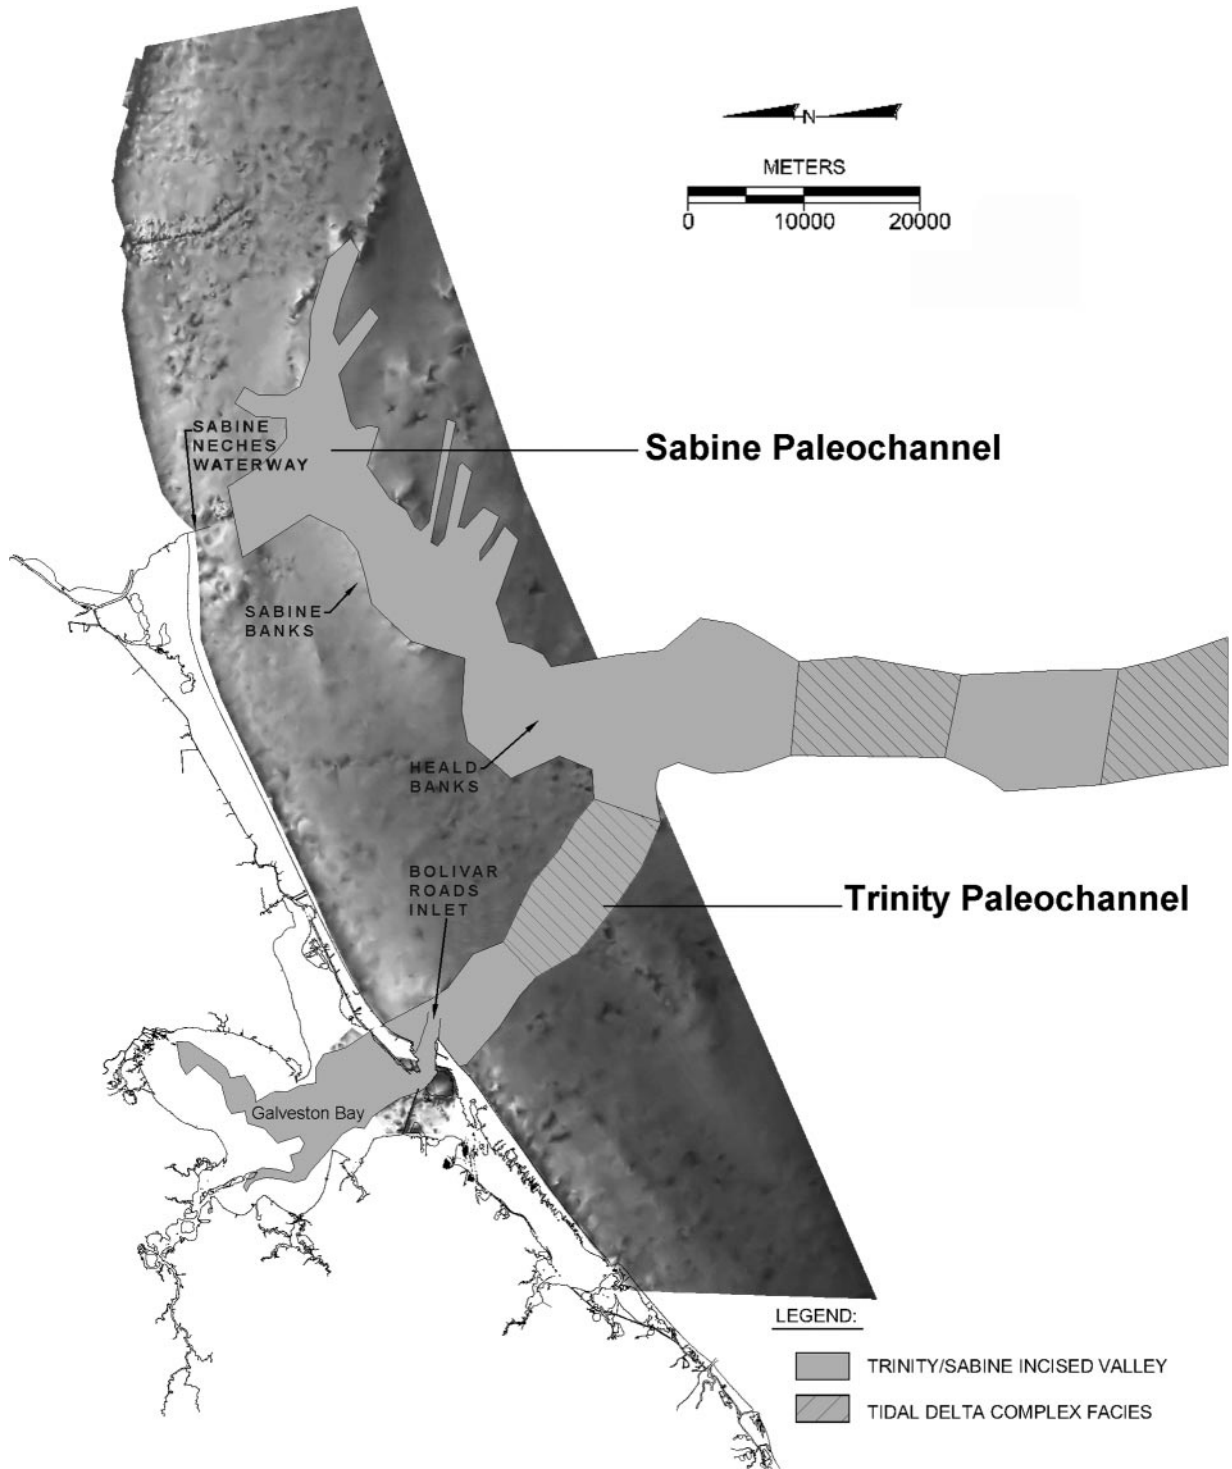 N
METERS
0 10000 20000
SABINE
NECHES
WATERWAY
Sabine Paleochannel
SABINE
BANKS
HEALD
BANKS
BOLIVAR
ROADS
INLET
Trinity Paleochannel
Galveston Bay
LEGEND:
TRINITY/SABINE INCISED VALLEY
TIDAL DELTA COMPLEX FACIES